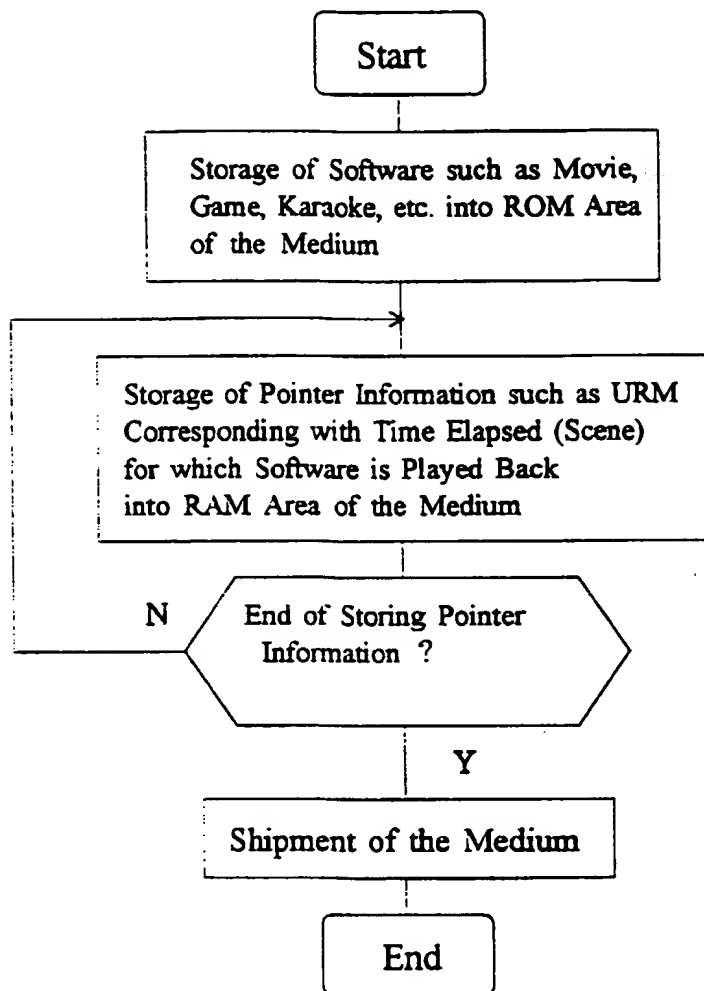 Start
Storage of Software such as Movie,
Game, Karaoke, etc. into ROM Area
of the Medium
Storage of Pointer Information such as URM
Corresponding with Time Elapsed (Scene)
for which Software is Played Back
into RAM Area of the Medium
N
End of Storing Pointer
Information ?
Y
Shipment of the Medium
End